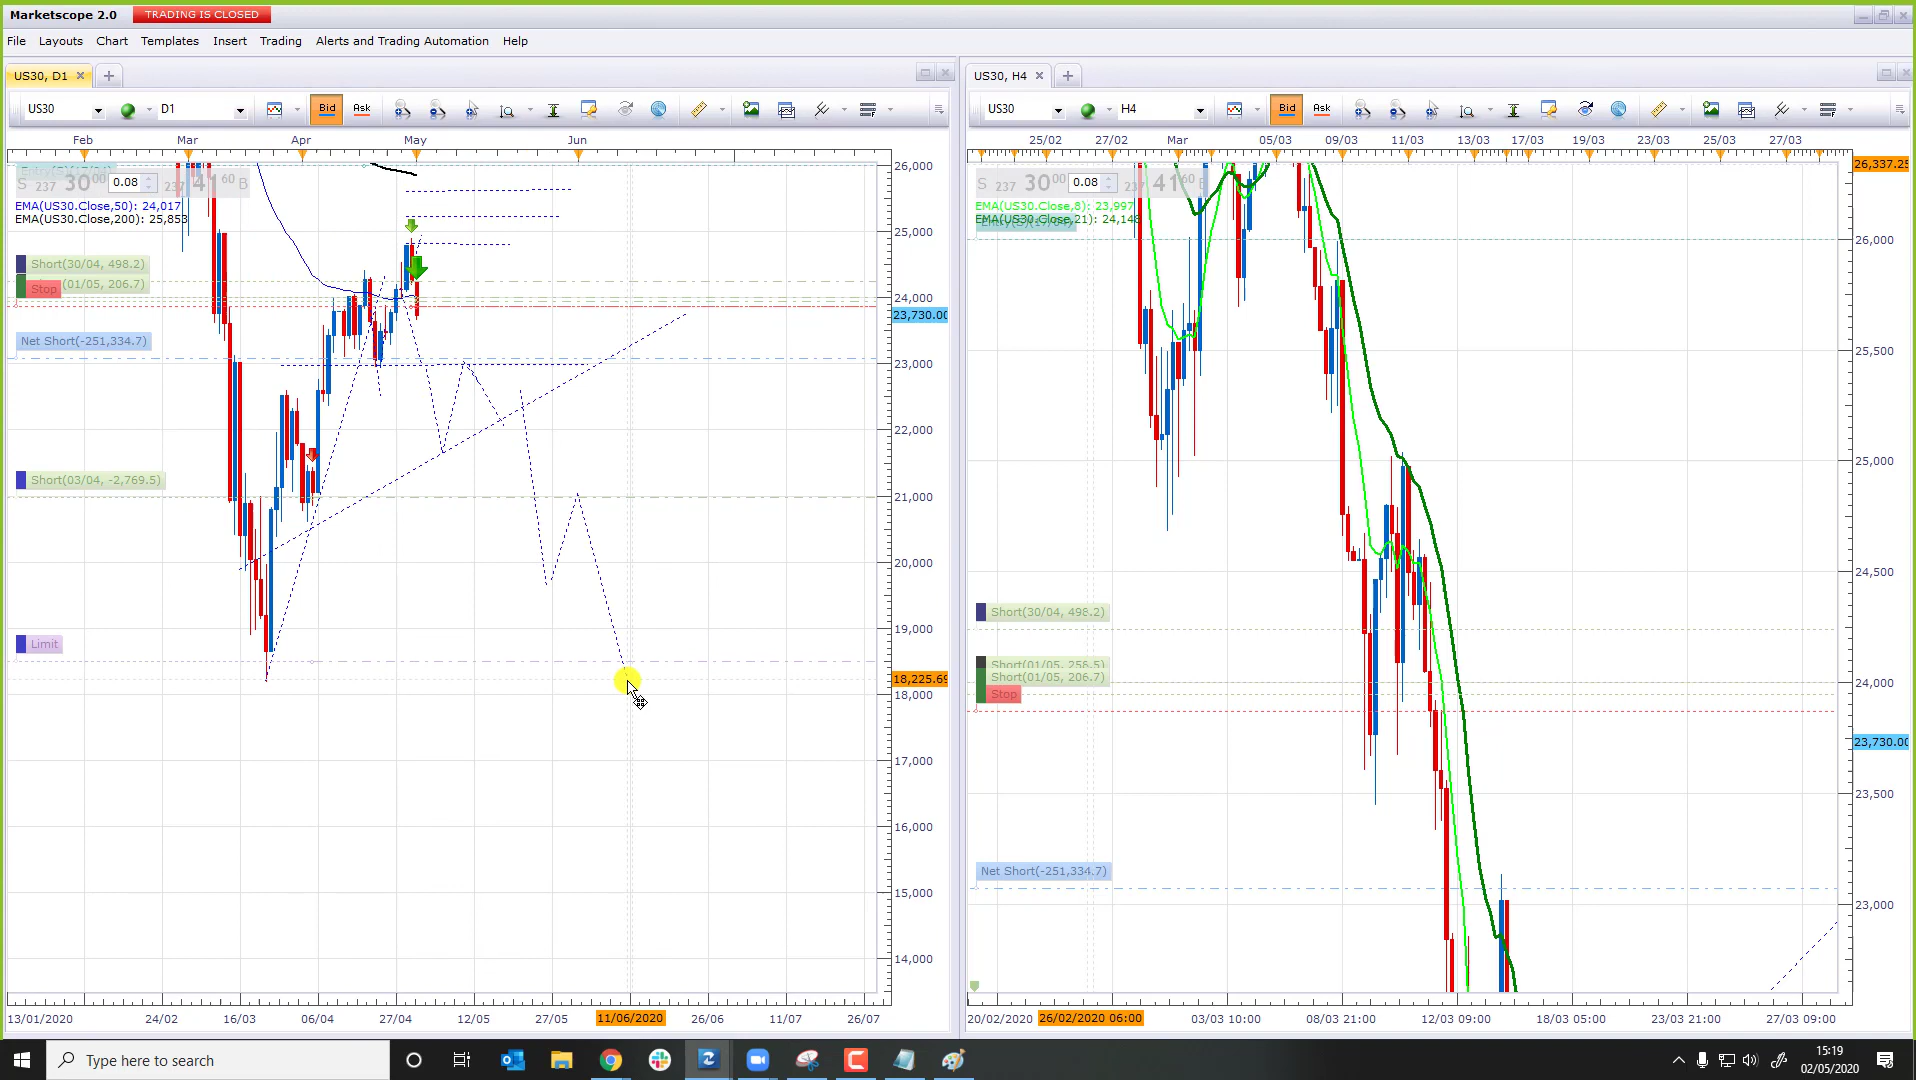 Marketscope 2.0 TRADING IS CLOSED
File Layouts Chart Templates Insert Trading Alerts and Trading Automation Help
US30, D1
US30 D1 Bid Ask
Feb Mar Apr May Jun
S 237 30 00 0.08 237 41 60 B
EMA(US30.Close,50): 24,017
EMA(US30.Close,200): 25,853
Short(30/04, 498.2)
(01/05, 206.7)
Stop
Net Short(-251,334.7)
Short(03/04, -2,769.5)
Limit
26,000
25,000
24,000
23,730.00
23,000
22,000
21,000
20,000
19,000
18,225.69
18,000
17,000
16,000
15,000
14,000
13/01/2020 24/02 16/03 06/04 27/04 12/05 27/05 11/06/2020 26/06 11/07 26/07
US30, H4
US30 H4 Bid Ask
25/02 27/02 Mar 05/03 09/03 11/03 13/03 17/03 19/03 23/03 25/03 27/03
S 237 30 00 0.08 237 41 60
EMA(US30.Close,8): 23,997
EMA(US30.Close,21): 24,148
Short(30/04, 498.2)
Short(01/05, 256.5)
Short(01/05, 206.7)
Stop
Net Short(-251,334.7)
26,337.25
26,000
25,500
25,000
24,500
24,000
23,730.00
23,500
23,000
20/02/2020 26/02/2020 06:00 03/03 10:00 08/03 21:00 12/03 09:00 18/03 05:00 23/03 21:00 27/03 09:00
Type here to search
15:19
02/05/2020